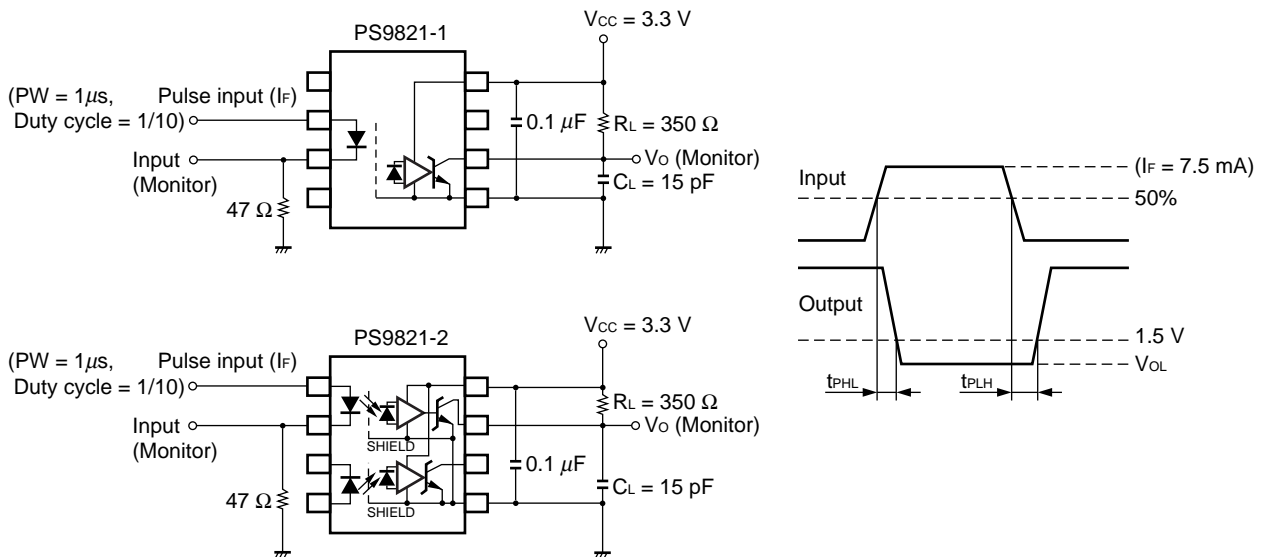 PS9821-1
VCC = 3.3 V
(PW = 1μs, Pulse input (IF)
Duty cycle = 1/10)
Input
(Monitor)
47 Ω
0.1 μF
RL = 350 Ω
VO (Monitor)
CL = 15 pF
PS9821-2
VCC = 3.3 V
(PW = 1μs, Pulse input (IF)
Duty cycle = 1/10)
Input
(Monitor)
47 Ω
SHIELD
SHIELD
0.1 μF
RL = 350 Ω
VO (Monitor)
CL = 15 pF
Input
(IF = 7.5 mA)
50%
Output
1.5 V
VOL
tPHL
tPLH